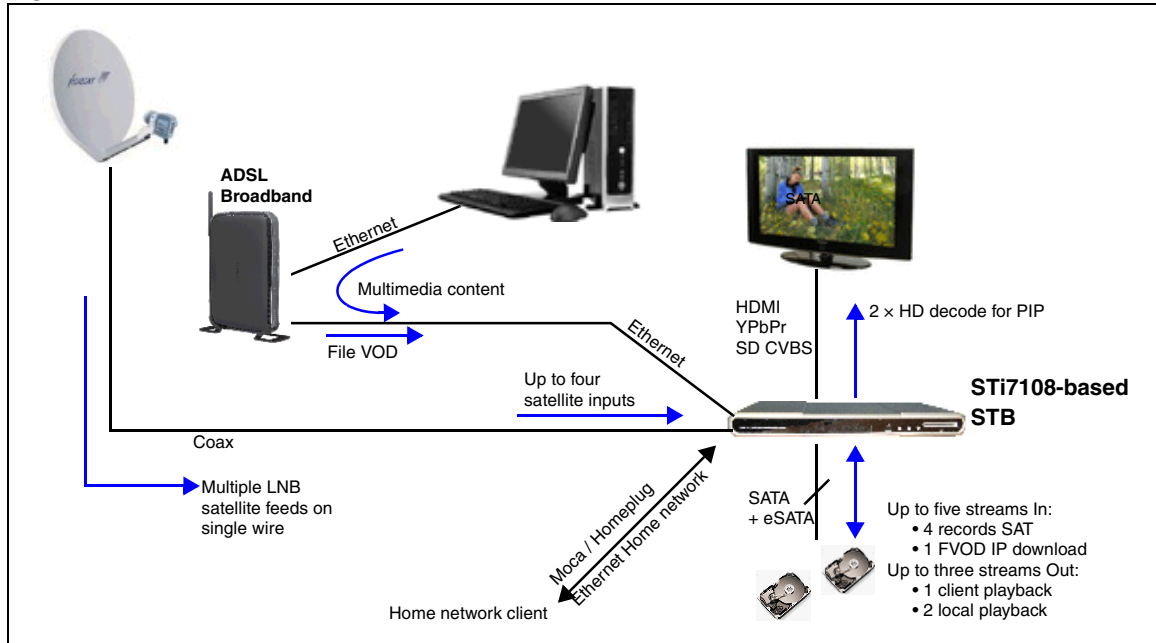 ADSL
Broadband
Ethernet
Multimedia content
File VOD
Ethernet
SATA
HDMI
YPbPr
SD CVBS
2 × HD decode for PIP
Up to four
satellite inputs
STi7108-based
STB
Coax
Multiple LNB
satellite feeds on
single wire
Moca / Homeplug
Ethernet Home network
Home network client
SATA
+ eSATA
Up to five streams In:
• 4 records SAT
• 1 FVOD IP download
Up to three streams Out:
• 1 client playback
• 2 local playback